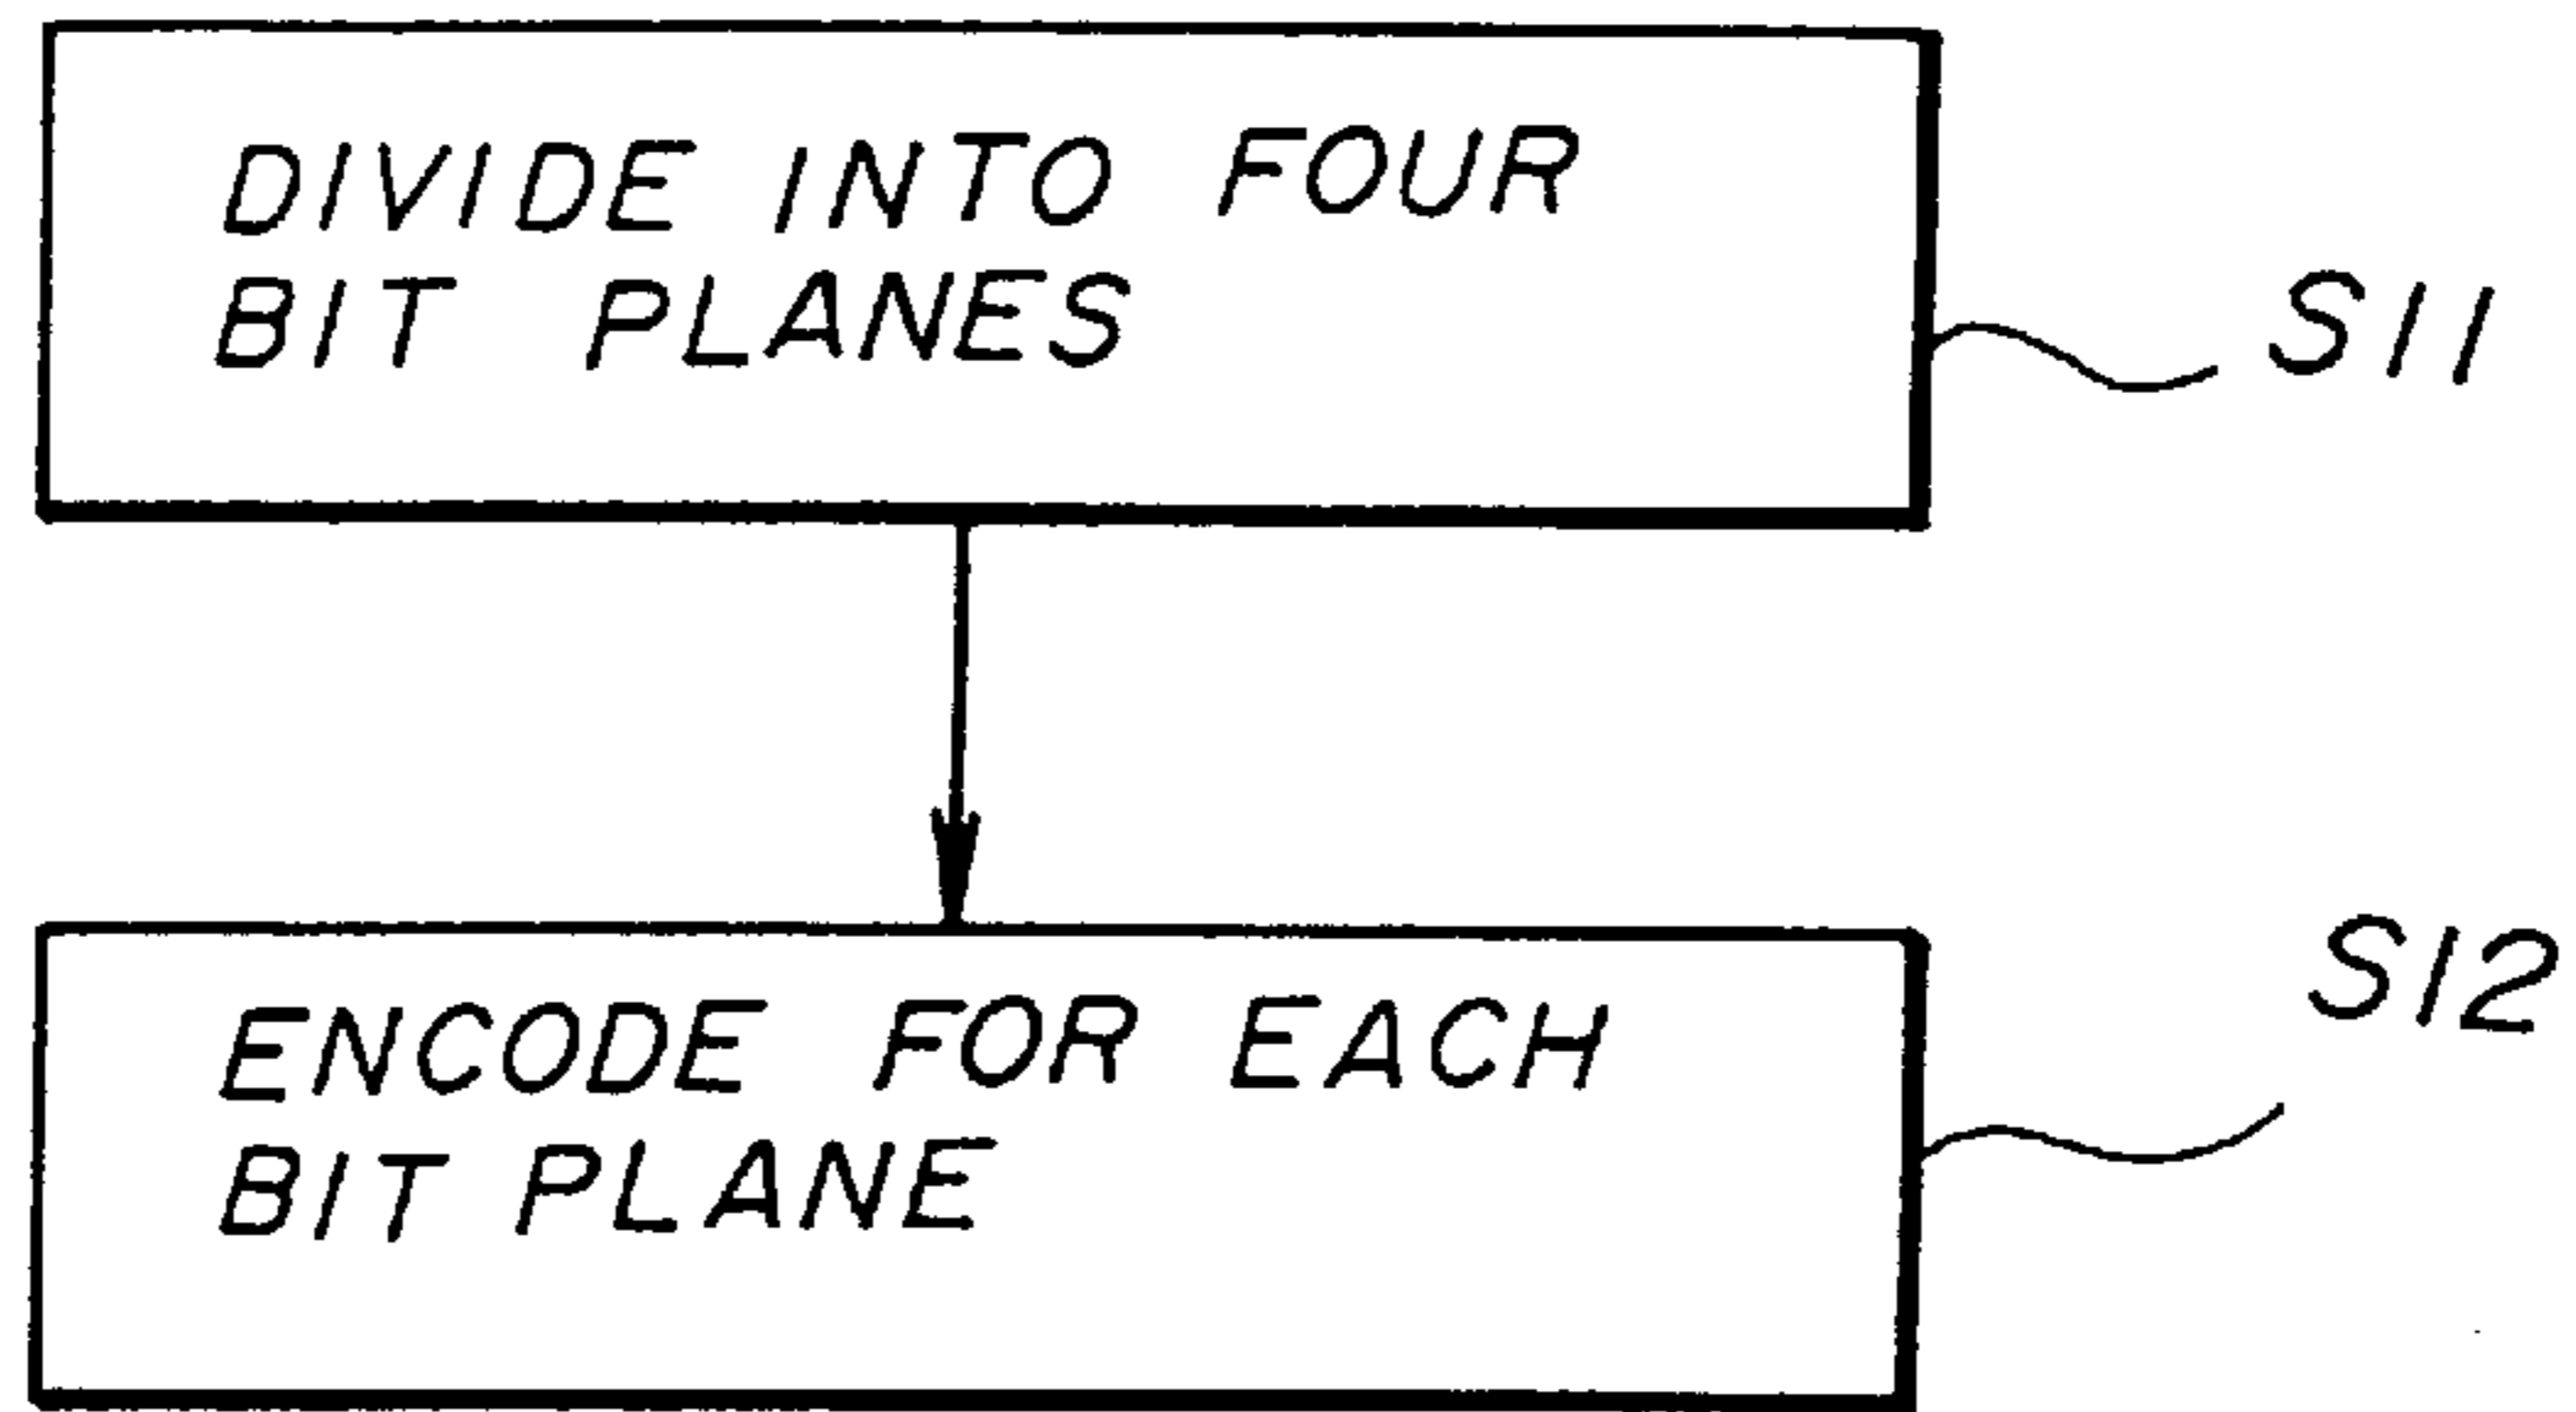 DIVIDE INTO FOUR
BIT PLANES
S11
ENCODE FOR EACH
BIT PLANE
S12